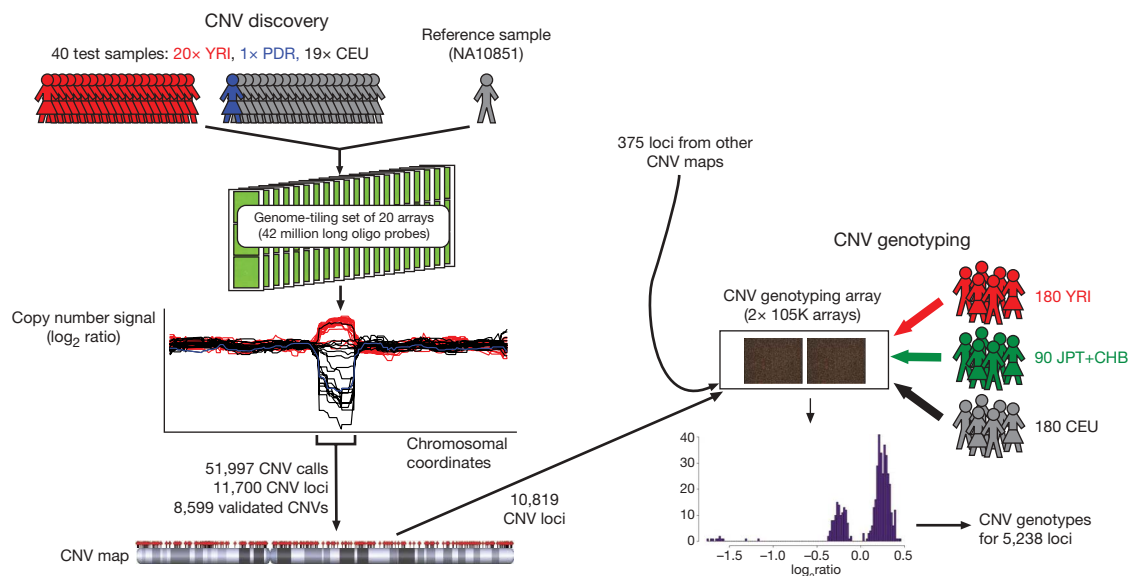 CNV discovery
40 test samples: 20× YRI, 1× PDR, 19× CEU
Reference sample
(NA10851)
Genome-tiling set of 20 arrays
(42 million long oligo probes)
Copy number signal
(log2 ratio)
Chromosomal
coordinates
51,997 CNV calls
11,700 CNV loci
8,599 validated CNVs
CNV map
10,819
CNV loci
375 loci from other
CNV maps
CNV genotyping
CNV genotyping array
(2× 105K arrays)
180 YRI
90 JPT+CHB
180 CEU
40
30
20
10
0
−1.5 −1.0 −0.5 0.0 0.5
log2ratio
CNV genotypes
for 5,238 loci